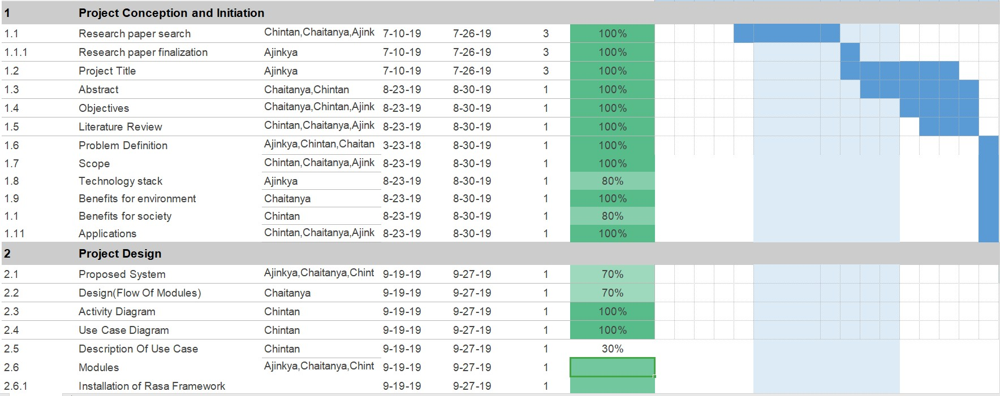 1 Project Conception and Initiation
1.1 Research paper search Chintan,Chaitanya,Ajink 7-10-19 7-26-19 3 100%
1.1.1 Research paper finalization Ajinkya 7-10-19 7-26-19 3 100%
1.2 Project Title Ajinkya 7-10-19 7-26-19 3 100%
1.3 Abstract Chaitanya,Chintan 8-23-19 8-30-19 1 100%
1.4 Objectives Chaitanya,Chintan,Ajink 8-23-19 8-30-19 1 100%
1.5 Literature Review Chintan,Chaitanya,Ajink 8-23-19 8-30-19 1 100%
1.6 Problem Definition Ajinkya,Chintan,Chaitan 3-23-18 8-30-19 1 100%
1.7 Scope Chintan,Chaitanya,Ajink 8-23-19 8-30-19 1 100%
1.8 Technology stack Ajinkya 8-23-19 8-30-19 1 80%
1.9 Benefits for environment Chaitanya 8-23-19 8-30-19 1 100%
1.1 Benefits for society Chintan 8-23-19 8-30-19 1 80%
1.11 Applications Chintan,Chaitanya,Ajink 8-23-19 8-30-19 1 100%
2 Project Design
2.1 Proposed System Ajinkya,Chaitanya,Chint 9-19-19 9-27-19 1 70%
2.2 Design(Flow Of Modules) Chaitanya 9-19-19 9-27-19 1 70%
2.3 Activity Diagram Chintan 9-19-19 9-27-19 1 100%
2.4 Use Case Diagram Chintan 9-19-19 9-27-19 1 100%
2.5 Description Of Use Case Chintan 9-19-19 9-27-19 1 30%
2.6 Modules Ajinkya,Chaitanya,Chint 9-19-19 9-27-19 1
2.6.1 Installation of Rasa Framework 9-19-19 9-27-19 1